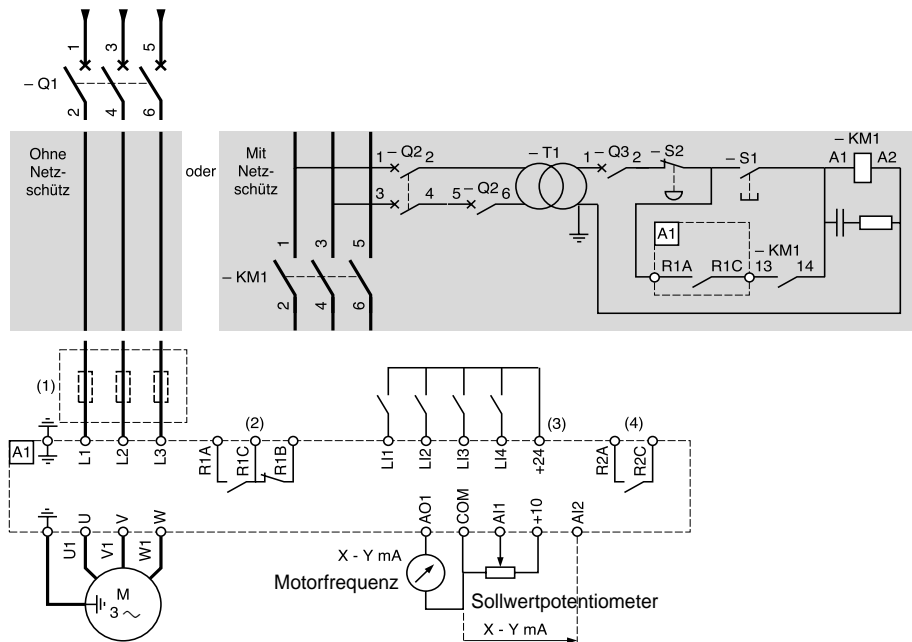 1 3 5
– Q1
2 4 6
Ohne
Netz-
schütz
oder
Mit
Netz-
schütz
1 – Q2 2
3 4 5 – Q2 6
– T1
1 – Q3 2
– S2
– S1
– KM1
A1 A2
A1
R1A R1C
– KM1
13 14
1 3 5
– KM1
2 4 6
(1)
(2)
(3)
(4)
A1
L1 L2 L3
R1A R1C R1B
LI1 LI2 LI3 LI4 +24
R2A R2C
U V W
AO1 COM AI1 +10 AI2
U1 V1 W1
M
3 ~
X - Y mA
Motorfrequenz
Sollwertpotentiometer
X - Y mA